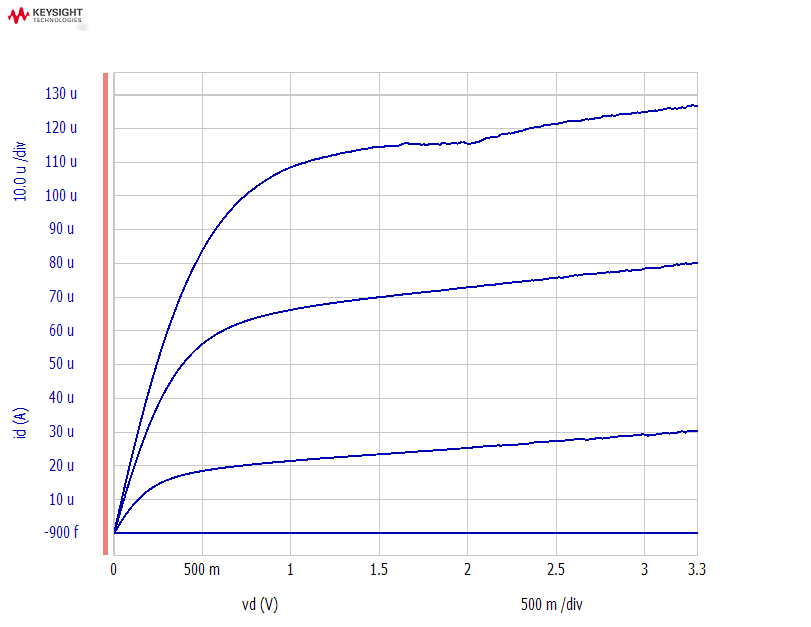 KEYSIGHT
TECHNOLOGIES
130 u
120 u
110 u
100 u
90 u
80 u
70 u
60 u
50 u
40 u
30 u
20 u
10 u
-900 f
10.0 u /div
id (A)
0 500 m 1 1.5 2 2.5 3 3.3
vd (V) 500 m /div